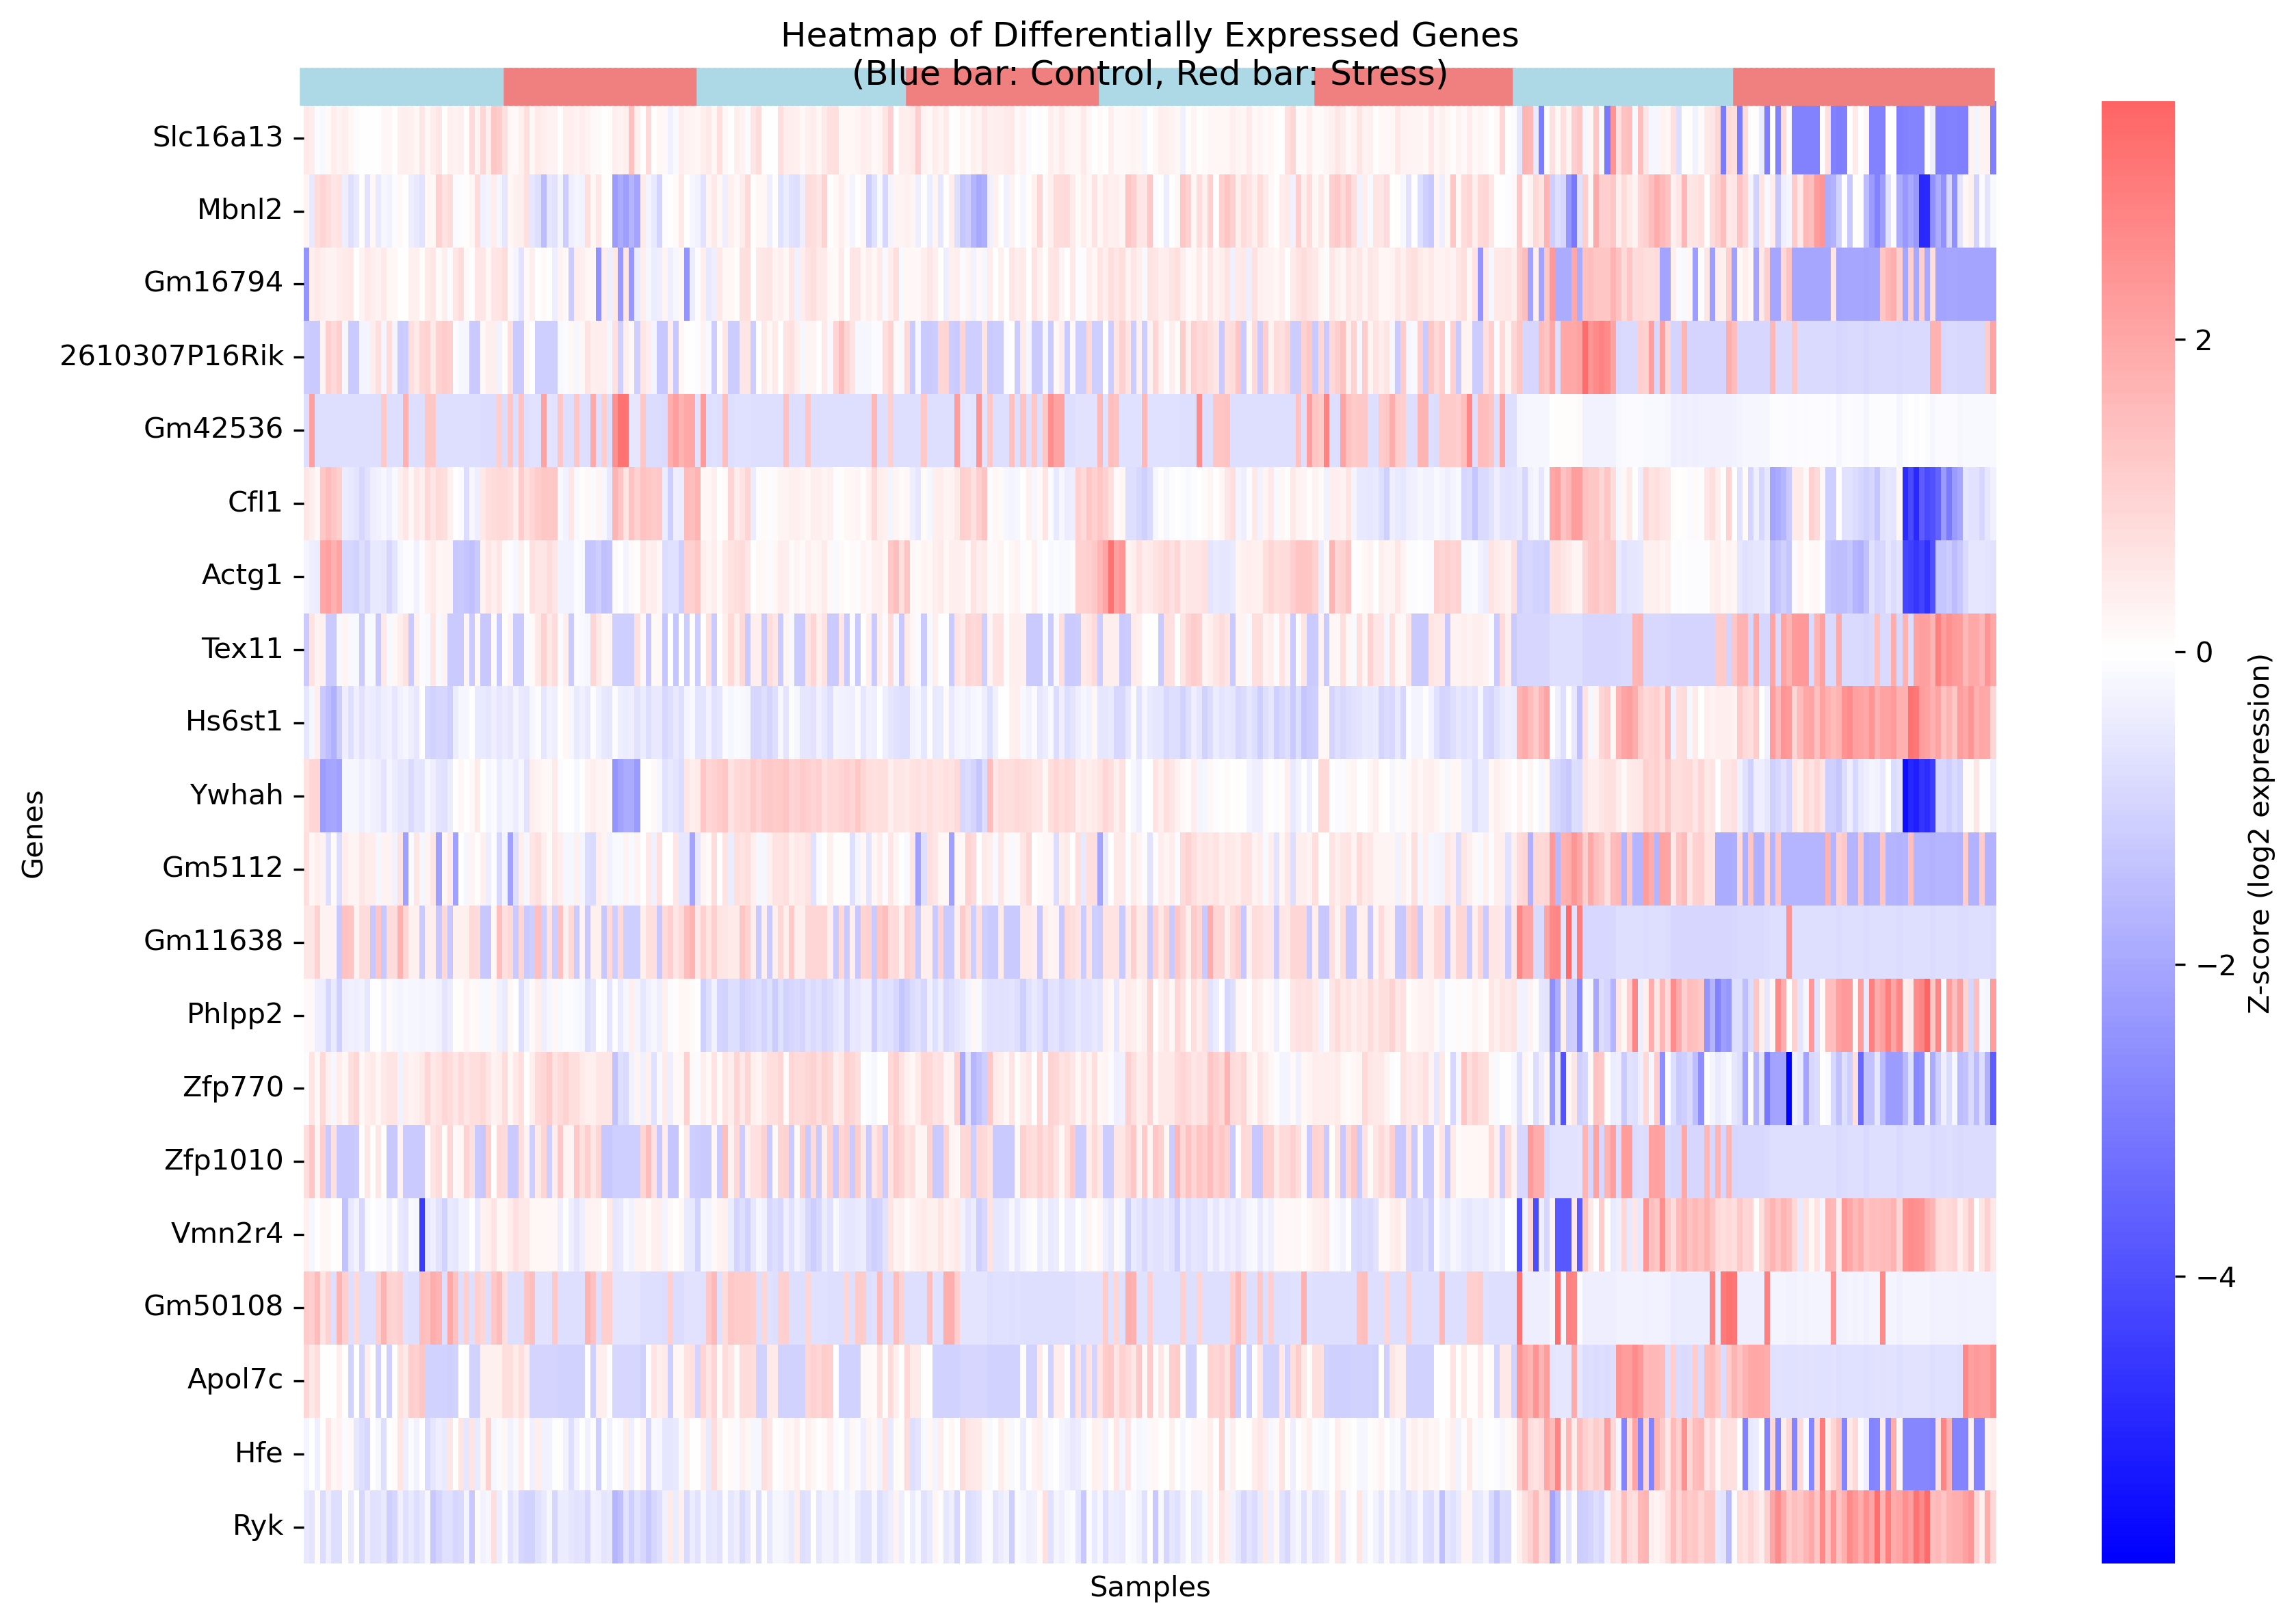 Heatmap of Differentially Expressed Genes
(Blue bar: Control, Red bar: Stress)
Slc16a13
Mbnl2
Gm16794
2610307P16Rik
Gm42536
Cfl1
Actg1
Tex11
Hs6st1
Ywhah
Gm5112
Gm11638
Phlpp2
Zfp770
Zfp1010
Vmn2r4
Gm50108
Apol7c
Hfe
Ryk
Genes
Samples
2
0
−2
−4
Z-score (log2 expression)